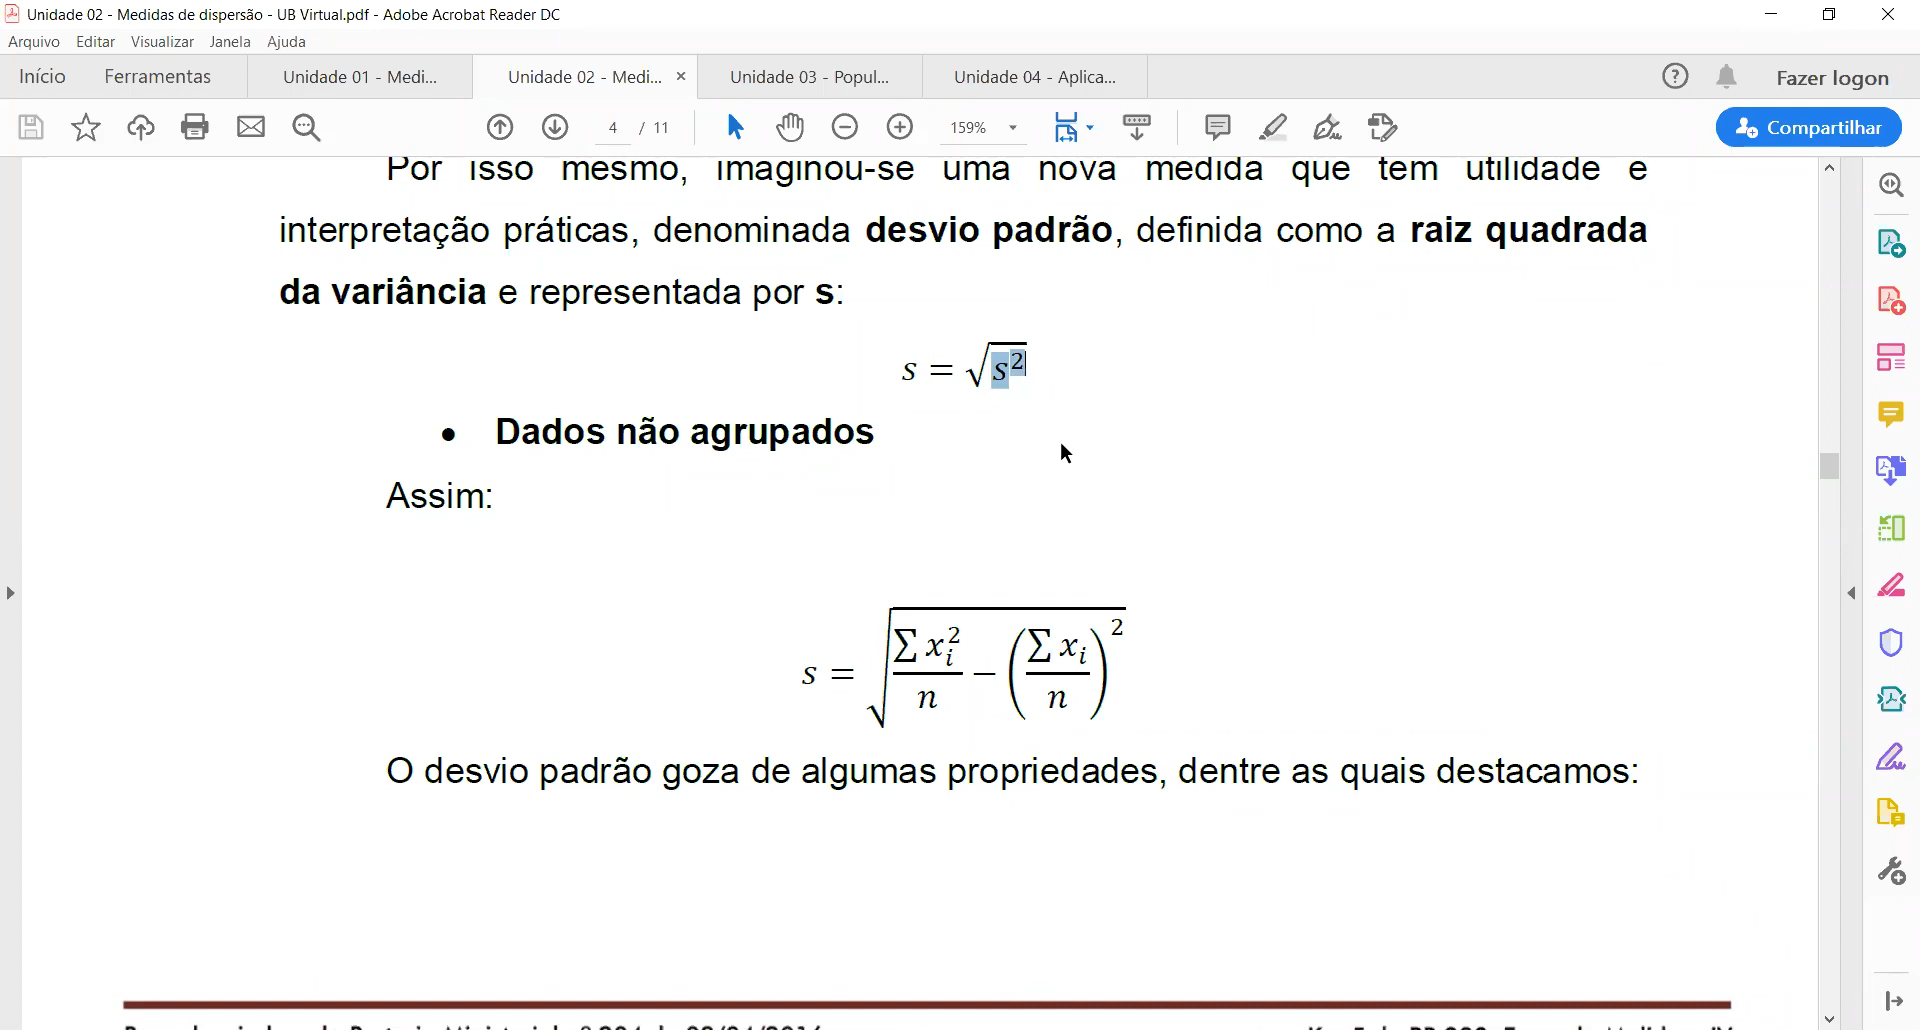 Unidade 02 - Medidas de dispersão - UB Virtual.pdf - Adobe Acrobat Reader DC
Arquivo Editar Visualizar Janela Ajuda
Início Ferramentas Unidade 01 - Medi... Unidade 02 - Medi... × Unidade 03 - Popul... Unidade 04 - Aplica... Fazer logon
4 / 11 159% Compartilhar
Por isso mesmo, imaginou-se uma nova medida que tem utilidade e
interpretação práticas, denominada desvio padrão, definida como a raiz quadrada
da variância e representada por s:
s = √s²
• Dados não agrupados
Assim:
s = √(∑ xᵢ² / n − (∑ xᵢ / n)²)
O desvio padrão goza de algumas propriedades, dentre as quais destacamos: